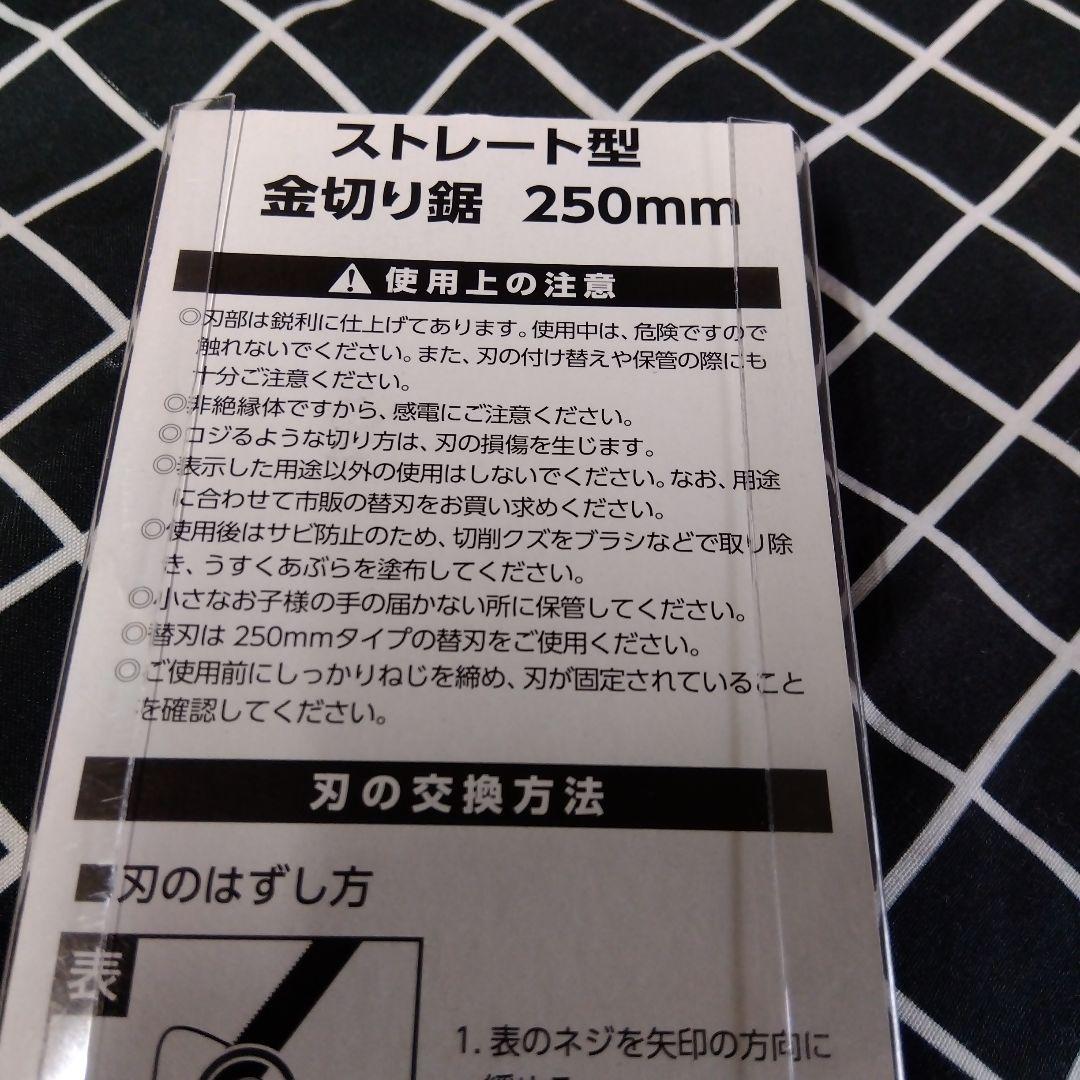 ストレート型
金切り鋸 250mm
使用上の注意
◎刃部は鋭利に仕上げてあります。使用中は、危険ですので
触れないでください。また、刃の付け替えや保管の際にも
十分ご注意ください。
◎非絶縁体ですから、感電にご注意ください。
◎コジるような切り方は、刃の損傷を生じます。
◎表示した用途以外の使用はしないでください。なお、用途
に合わせて市販の替刃をお買い求めください。
◎使用後はサビ防止のため、切削クズをブラシなどで取り除
き、うすくあぶらを塗布してください。
◎小さなお子様の手の届かない所に保管してください。
◎替刃は 250mmタイプの替刃をご使用ください。
◎ご使用前にしっかりねじを締め、刃が固定されていること
を確認してください。
刃の交換方法
■刃のはずし方
表
1. 表のネジを矢印の方向に